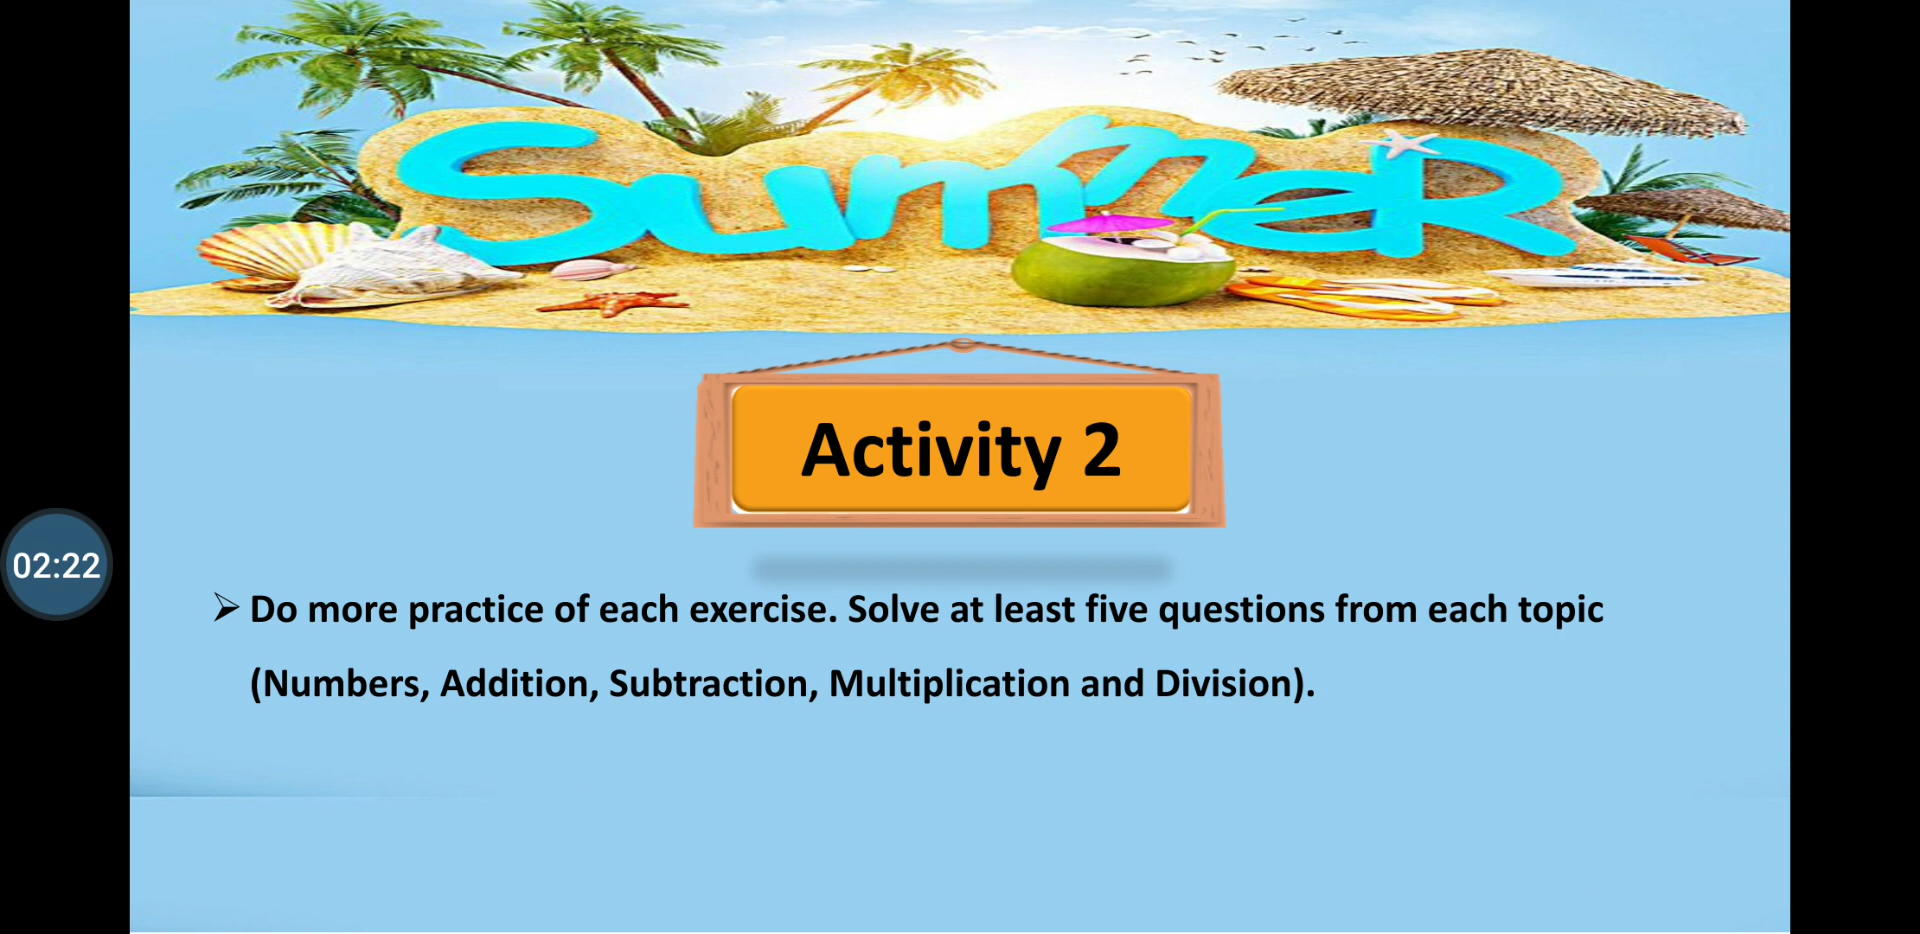 SummeR
Activity 2
02:22
➢ Do more practice of each exercise. Solve at least five questions from each topic
(Numbers, Addition, Subtraction, Multiplication and Division).